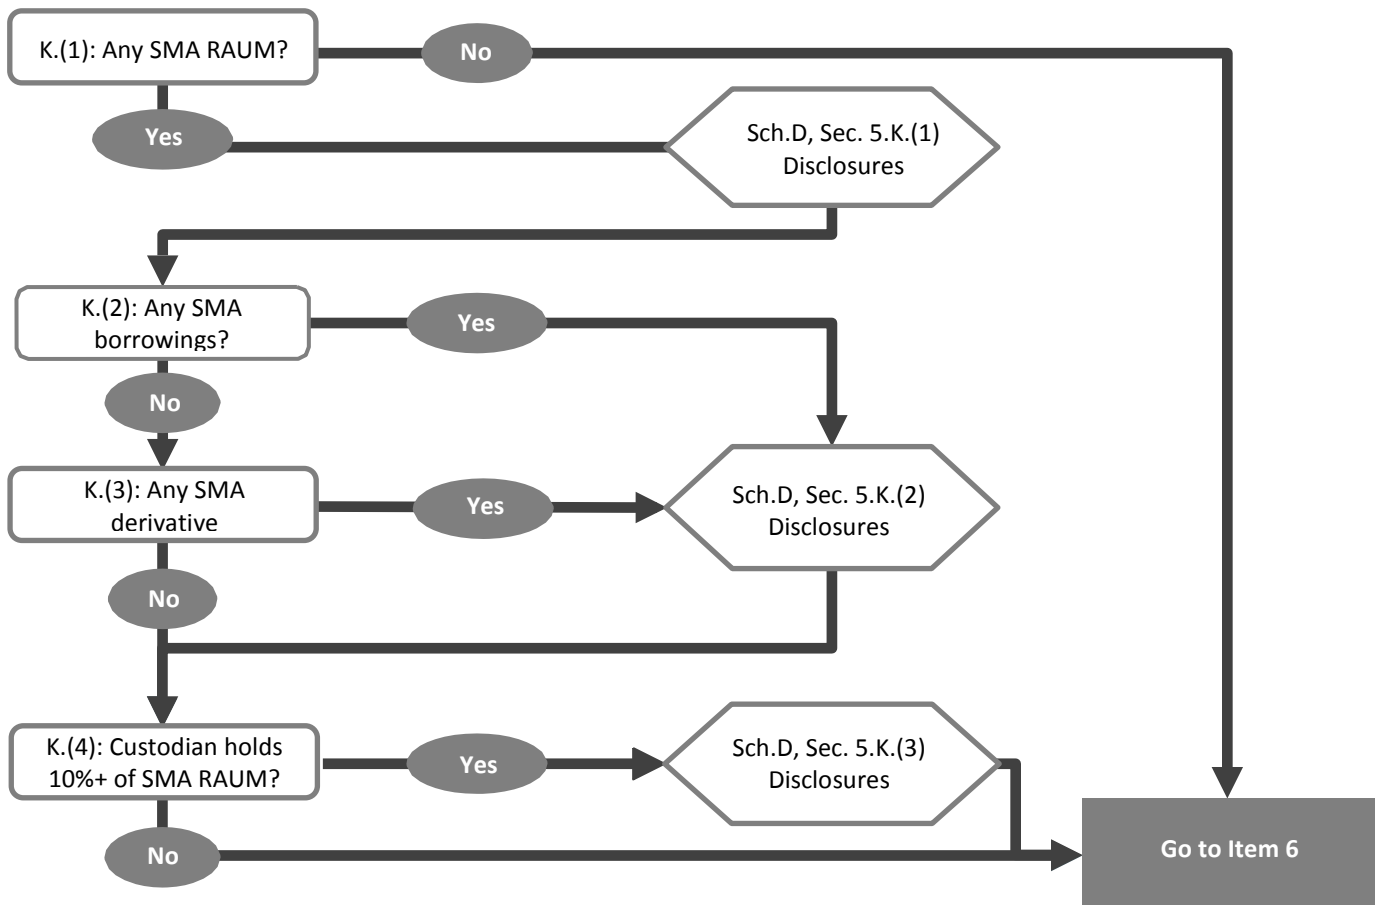 K.(1): Any SMA RAUM?
No
Yes
Sch.D, Sec. 5.K.(1)
Disclosures
K.(2): Any SMA
borrowings?
Yes
No
K.(3): Any SMA
derivative
Yes
Sch.D, Sec. 5.K.(2)
Disclosures
No
K.(4): Custodian holds
10%+ of SMA RAUM?
Yes
Sch.D, Sec. 5.K.(3)
Disclosures
No
Go to Item 6